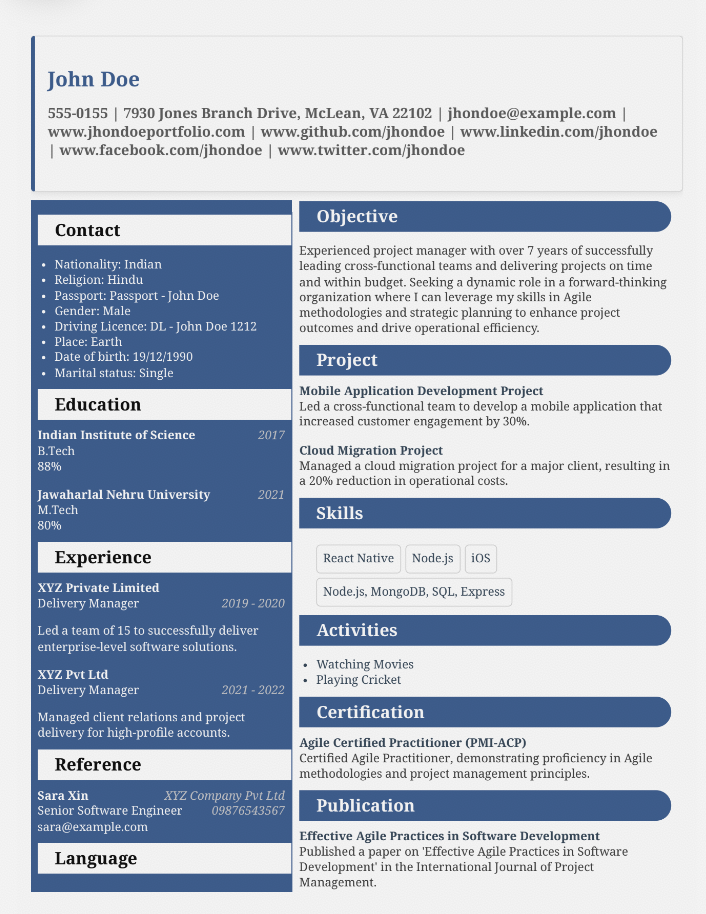 John Doe
555-0155 | 7930 Jones Branch Drive, McLean, VA 22102 | jhondoe@example.com |
www.jhondoeportfolio.com | www.github.com/jhondoe | www.linkedin.com/jhondoe
| www.facebook.com/jhondoe | www.twitter.com/jhondoe
Contact
• Nationality: Indian
• Religion: Hindu
• Passport: Passport - John Doe
• Gender: Male
• Driving Licence: DL - John Doe 1212
• Place: Earth
• Date of birth: 19/12/1990
• Marital status: Single
Education
Indian Institute of Science 2017
B.Tech
88%
Jawaharlal Nehru University 2021
M.Tech
80%
Experience
XYZ Private Limited
Delivery Manager 2019 - 2020
Led a team of 15 to successfully deliver
enterprise-level software solutions.
XYZ Pvt Ltd
Delivery Manager 2021 - 2022
Managed client relations and project
delivery for high-profile accounts.
Reference
Sara Xin XYZ Company Pvt Ltd
Senior Software Engineer 09876543567
sara@example.com
Language
Objective
Experienced project manager with over 7 years of successfully
leading cross-functional teams and delivering projects on time
and within budget. Seeking a dynamic role in a forward-thinking
organization where I can leverage my skills in Agile
methodologies and strategic planning to enhance project
outcomes and drive operational efficiency.
Project
Mobile Application Development Project
Led a cross-functional team to develop a mobile application that
increased customer engagement by 30%.
Cloud Migration Project
Managed a cloud migration project for a major client, resulting in
a 20% reduction in operational costs.
Skills
React Native Node.js iOS
Node.js, MongoDB, SQL, Express
Activities
• Watching Movies
• Playing Cricket
Certification
Agile Certified Practitioner (PMI-ACP)
Certified Agile Practitioner, demonstrating proficiency in Agile
methodologies and project management principles.
Publication
Effective Agile Practices in Software Development
Published a paper on 'Effective Agile Practices in Software
Development' in the International Journal of Project
Management.